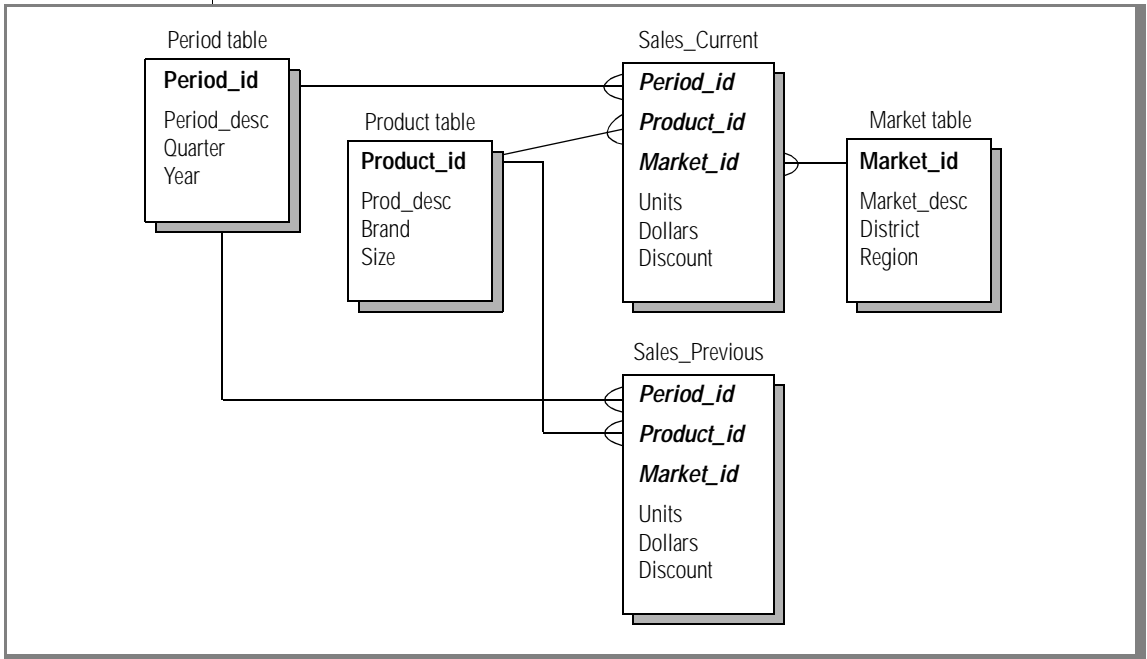 Period table
Period_id
Period_desc
Quarter
Year
Product table
Product_id
Prod_desc
Brand
Size
Sales_Current
Period_id
Product_id
Market_id
Units
Dollars
Discount
Market table
Market_id
Market_desc
District
Region
Sales_Previous
Period_id
Product_id
Market_id
Units
Dollars
Discount